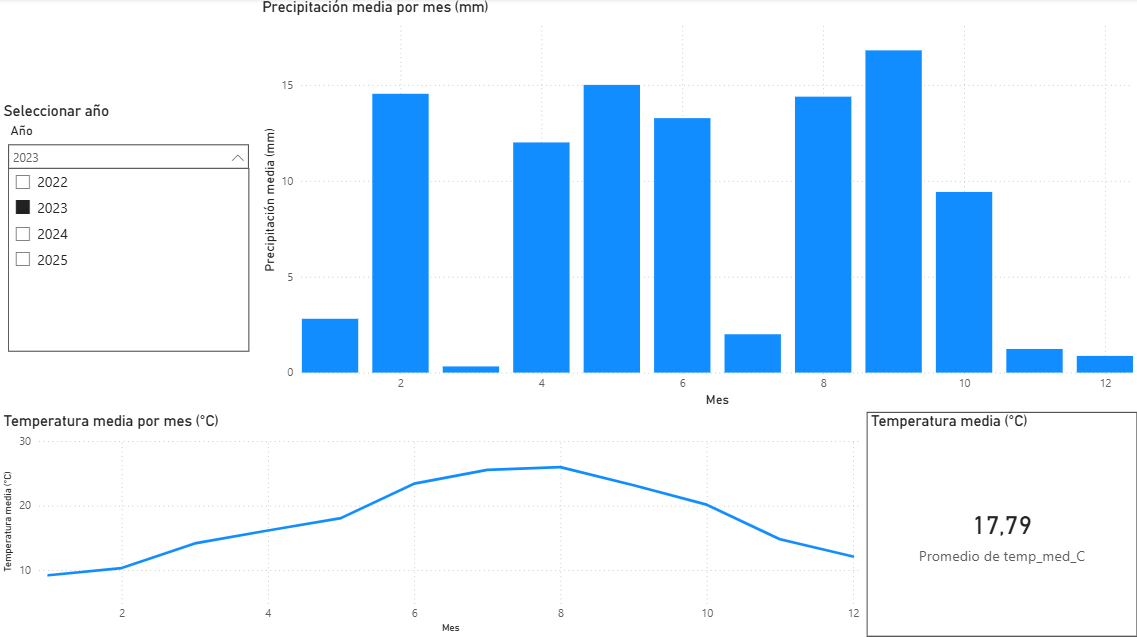 Precipitación media por mes (mm)
Seleccionar año
Año
2023
2022
2023
2024
2025
Precipitación media (mm)
15
10
5
0
2
4
6
8
10
12
Mes
Temperatura media por mes (°C)
Temperatura media (°C)
30
20
10
2
4
6
8
10
12
Mes
Temperatura media (°C)
17,79
Promedio de temp_med_C